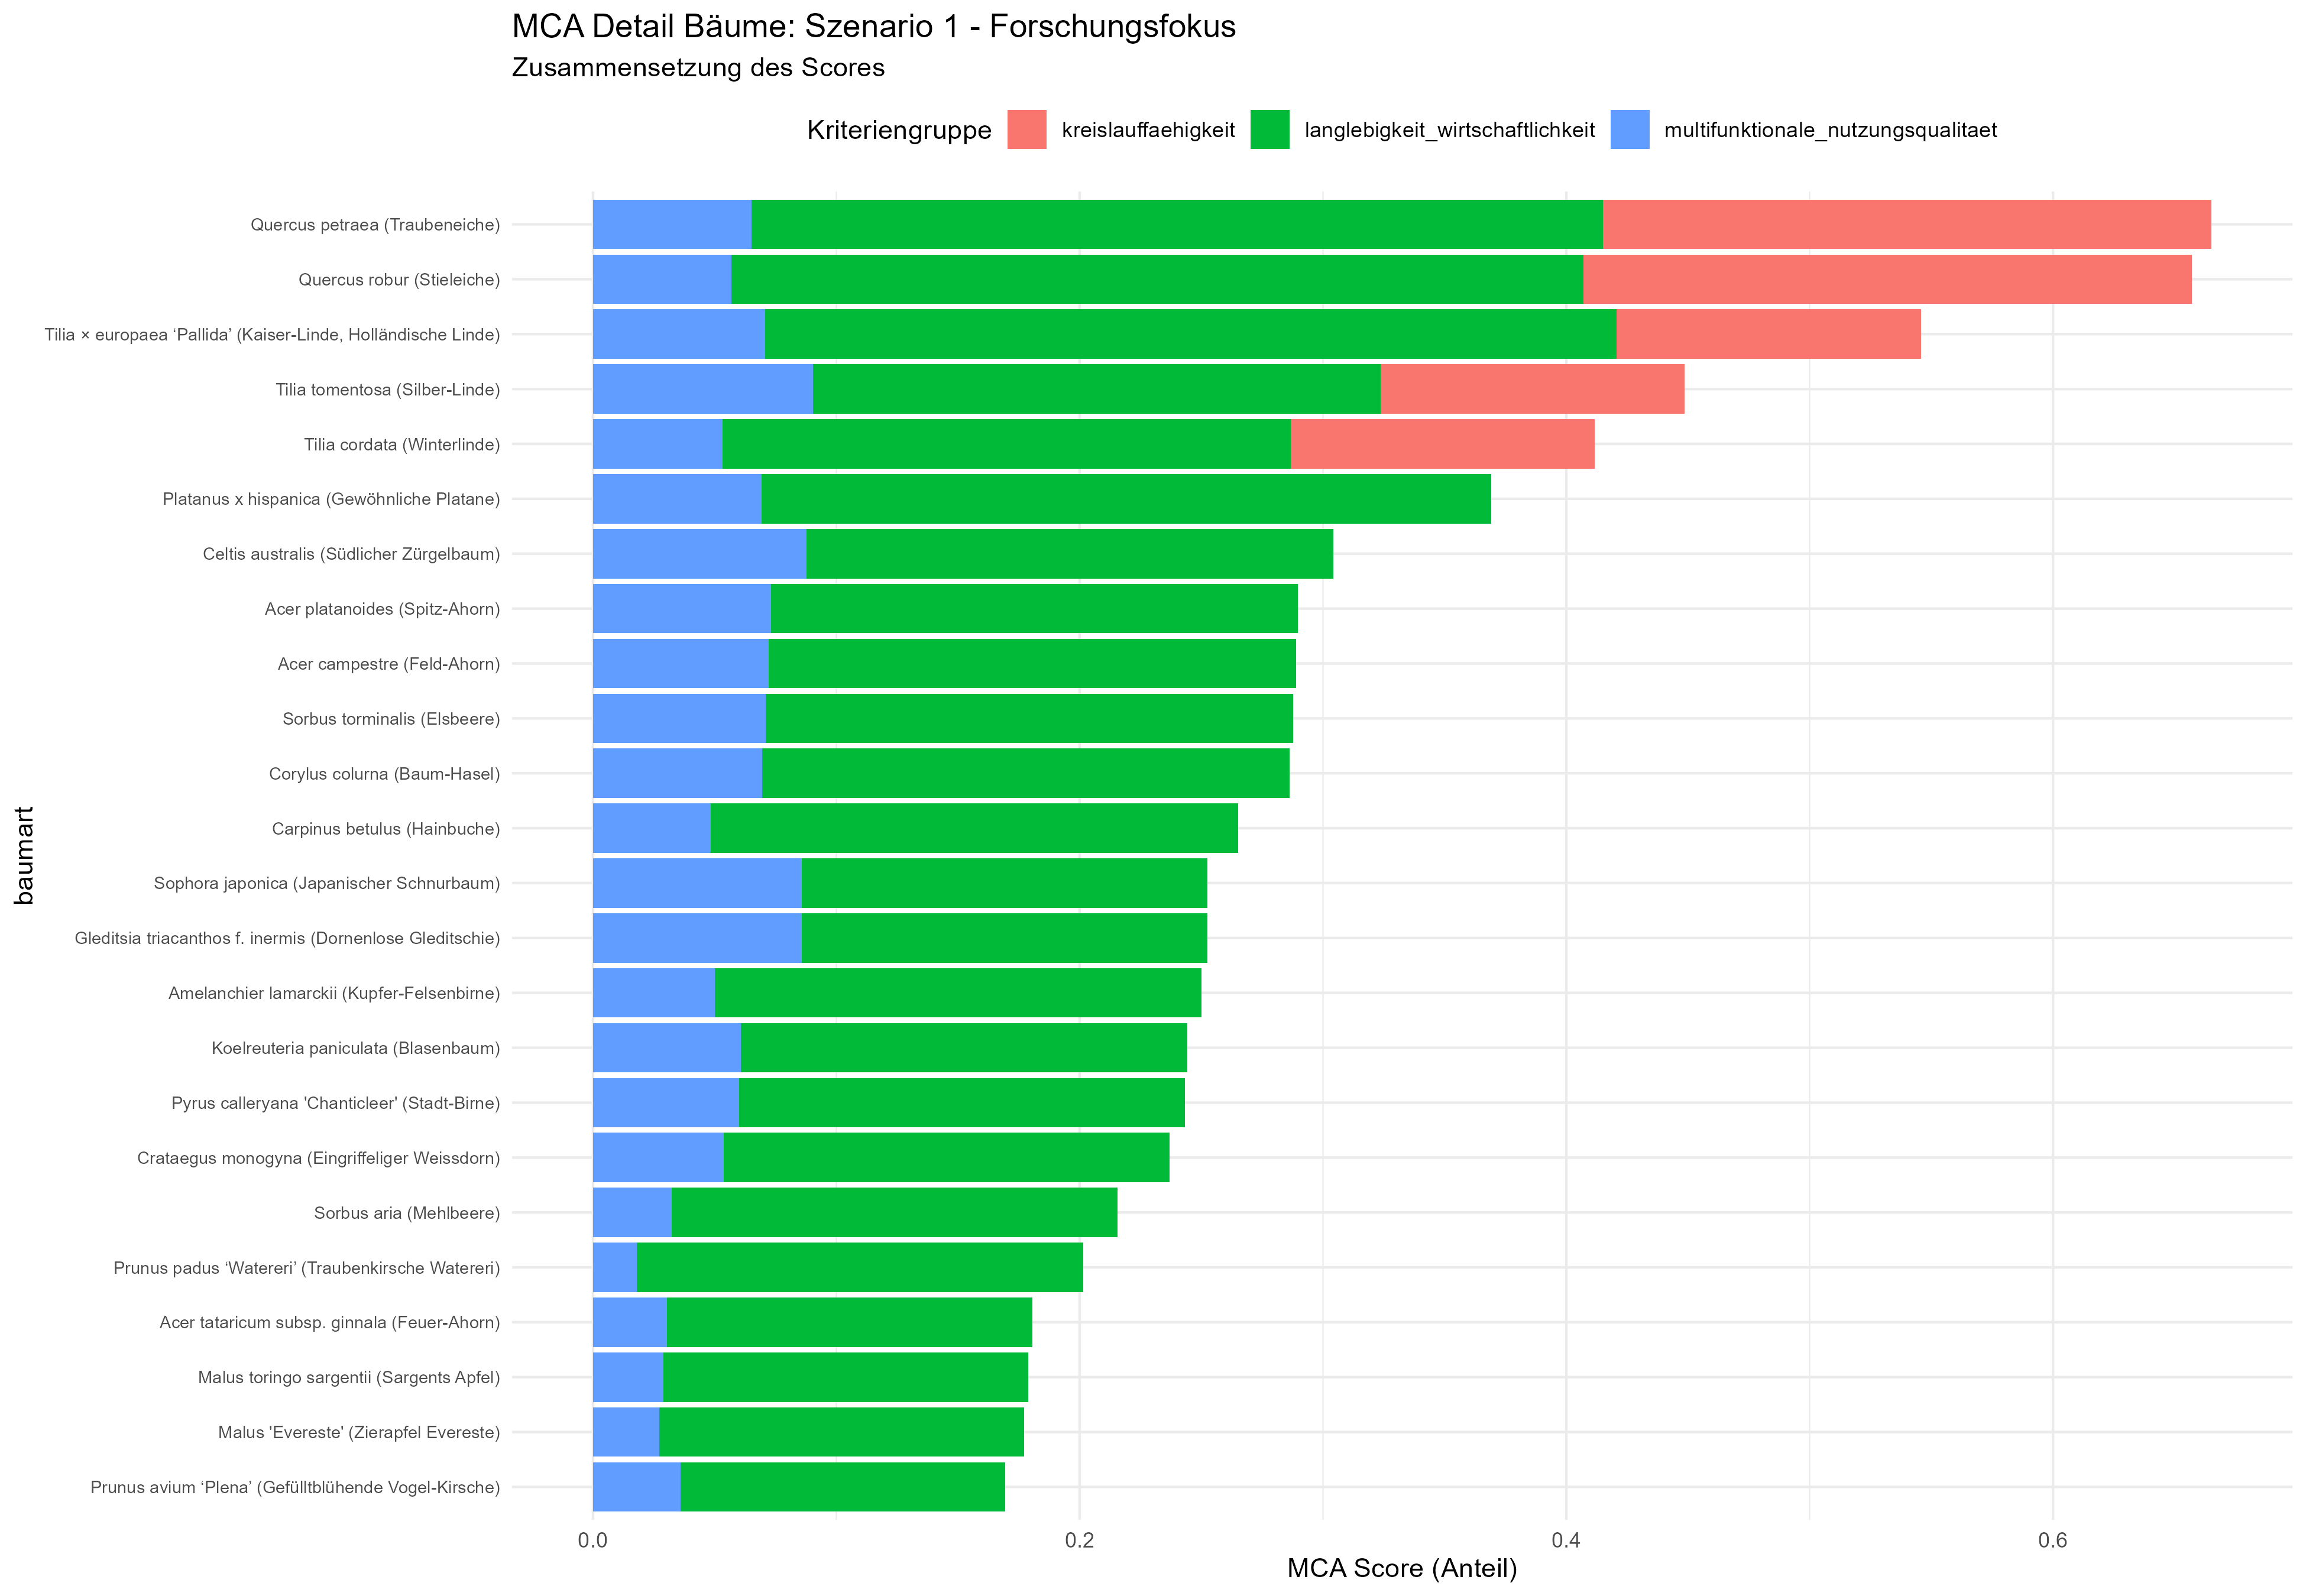 MCA Detail Bäume: Szenario 1 - Forschungsfokus
Zusammensetzung des Scores
Kriteriengruppe kreislauffaehigkeit langlebigkeit_wirtschaftlichkeit multifunktionale_nutzungsqualitaet
baumart
Quercus petraea (Traubeneiche)
Quercus robur (Stieleiche)
Tilia × europaea ‘Pallida’ (Kaiser-Linde, Holländische Linde)
Tilia tomentosa (Silber-Linde)
Tilia cordata (Winterlinde)
Platanus x hispanica (Gewöhnliche Platane)
Celtis australis (Südlicher Zürgelbaum)
Acer platanoides (Spitz-Ahorn)
Acer campestre (Feld-Ahorn)
Sorbus torminalis (Elsbeere)
Corylus colurna (Baum-Hasel)
Carpinus betulus (Hainbuche)
Sophora japonica (Japanischer Schnurbaum)
Gleditsia triacanthos f. inermis (Dornenlose Gleditschie)
Amelanchier lamarckii (Kupfer-Felsenbirne)
Koelreuteria paniculata (Blasenbaum)
Pyrus calleryana 'Chanticleer' (Stadt-Birne)
Crataegus monogyna (Eingriffeliger Weissdorn)
Sorbus aria (Mehlbeere)
Prunus padus ‘Watereri’ (Traubenkirsche Watereri)
Acer tataricum subsp. ginnala (Feuer-Ahorn)
Malus toringo sargentii (Sargents Apfel)
Malus 'Evereste' (Zierapfel Evereste)
Prunus avium ‘Plena’ (Gefülltblühende Vogel-Kirsche)
0.0 0.2 0.4 0.6
MCA Score (Anteil)